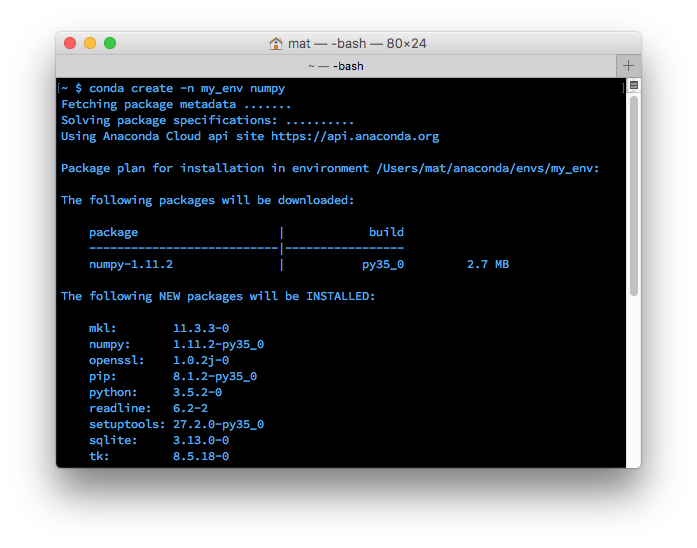 mat — -bash — 80×24
~ — -bash
[~ $ conda create -n my_env numpy ]
Fetching package metadata .......
Solving package specifications: ..........
Using Anaconda Cloud api site https://api.anaconda.org
Package plan for installation in environment /Users/mat/anaconda/envs/my_env:
The following packages will be downloaded:
package | build
---------------------------|-----------------
numpy-1.11.2 | py35_0 2.7 MB
The following NEW packages will be INSTALLED:
mkl: 11.3.3-0
numpy: 1.11.2-py35_0
openssl: 1.0.2j-0
pip: 8.1.2-py35_0
python: 3.5.2-0
readline: 6.2-2
setuptools: 27.2.0-py35_0
sqlite: 3.13.0-0
tk: 8.5.18-0